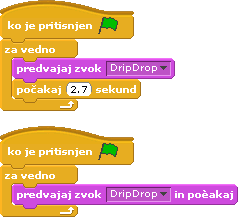 ko je pritisnjen
za vedno
predvajaj zvok DripDrop
počakaj 2.7 sekund
ko je pritisnjen
za vedno
predvajaj zvok DripDrop in poèakaj